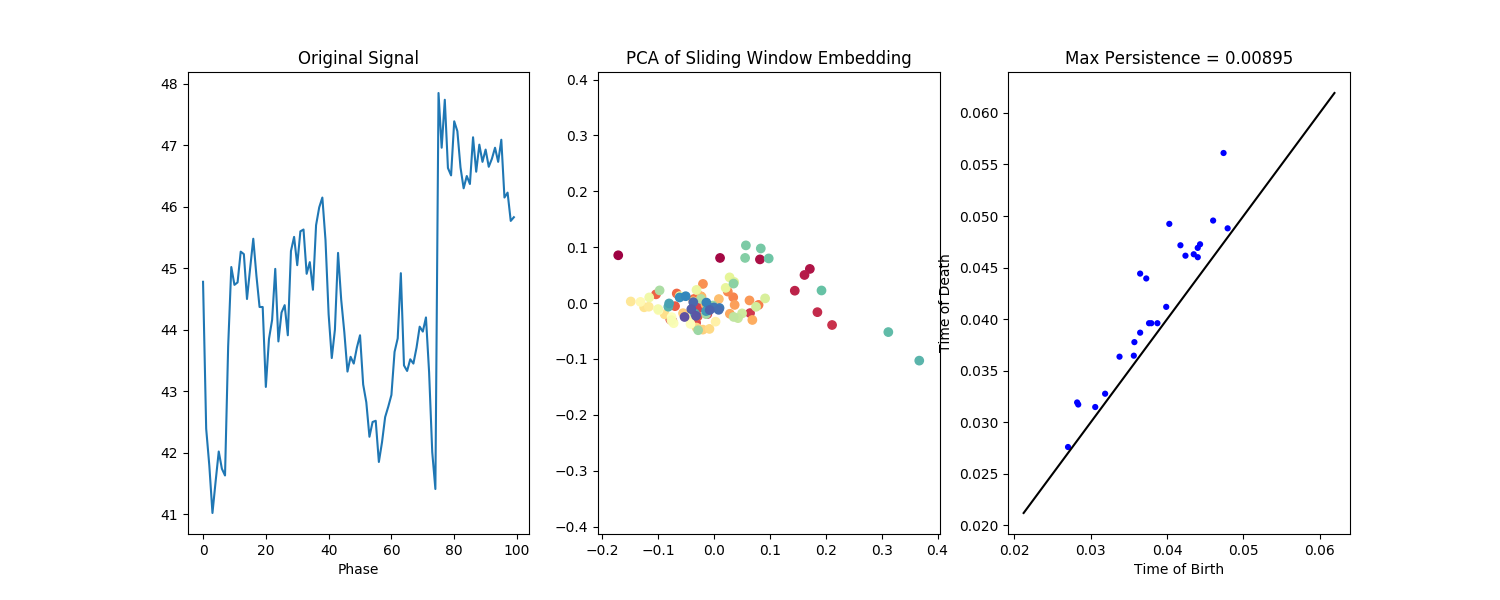 Original Signal
48
47
46
45
44
43
42
41
0 20 40 60 80 100
Phase
PCA of Sliding Window Embedding
0.4
0.3
0.2
0.1
0.0
−0.1
−0.2
−0.3
−0.4
−0.2 −0.1 0.0 0.1 0.2 0.3 0.4
Max Persistence = 0.00895
Time of Death
0.060
0.055
0.050
0.045
0.040
0.035
0.030
0.025
0.020
0.02 0.03 0.04 0.05 0.06
Time of Birth